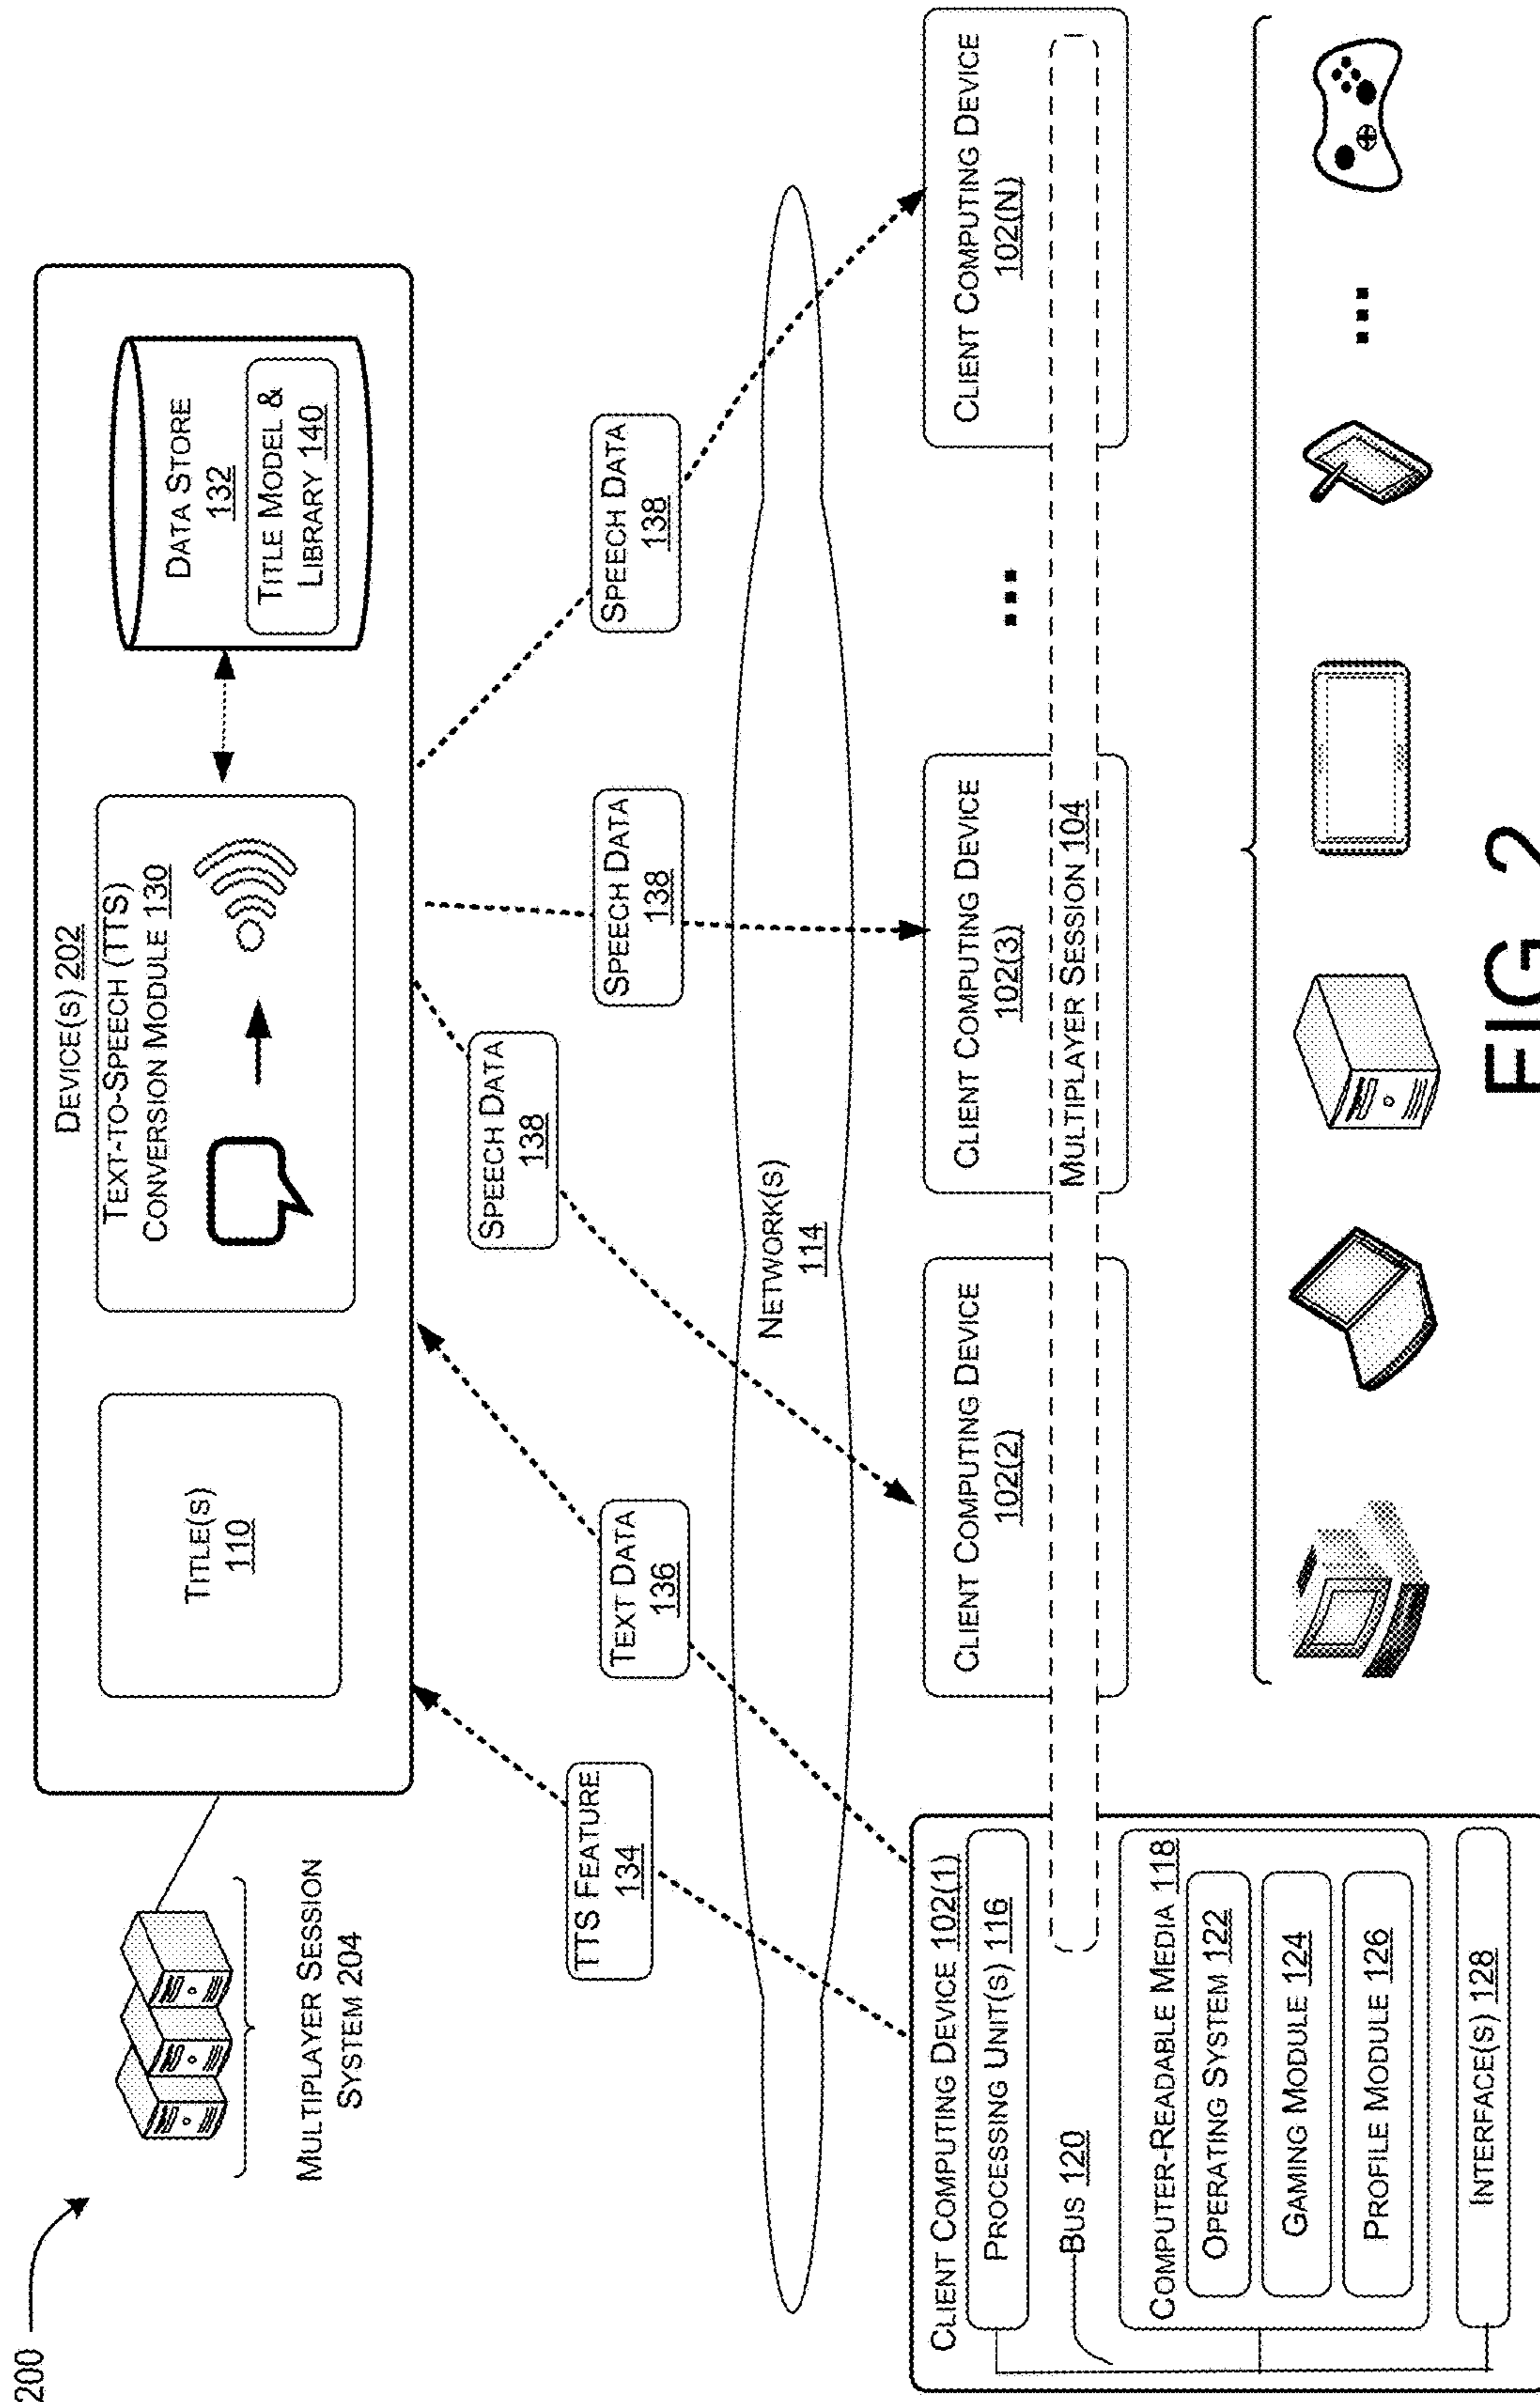 200
MULTIPLAYER SESSION
SYSTEM 204
DEVICE(S) 202
TITLE(S)
110
TEXT-TO-SPEECH (TTS)
CONVERSION MODULE 130
DATA STORE
132
TITLE MODEL &
LIBRARY 140
TTS FEATURE
134
TEXT DATA
136
SPEECH DATA
138
SPEECH DATA
138
SPEECH DATA
138
NETWORK(S)
114
CLIENT COMPUTING DEVICE 102(1)
PROCESSING UNIT(S) 116
BUS 120
COMPUTER-READABLE MEDIA 118
OPERATING SYSTEM 122
GAMING MODULE 124
PROFILE MODULE 126
INTERFACE(S) 128
CLIENT COMPUTING DEVICE
102(2)
CLIENT COMPUTING DEVICE
102(3)
MULTIPLAYER SESSION 104
...
CLIENT COMPUTING DEVICE
102(N)
...
FIG 2